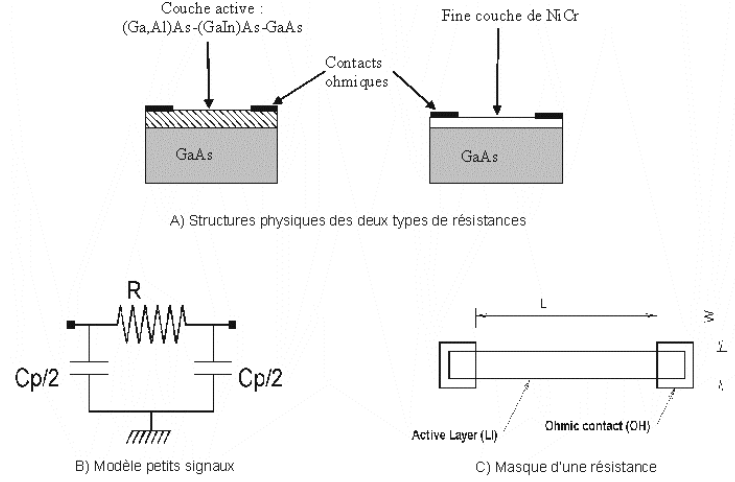 Couche active :
(Ga,Al)As-(GaIn)As-GaAs
Fine couche de NiCr
Contacts
ohmiques
GaAs
GaAs
A) Structures physiques des deux types de résistances
R
Cp/2
Cp/2
B) Modèle petits signaux
L
W
Active Layer (LI)
Ohmic contact (OH)
C) Masque d'une résistance